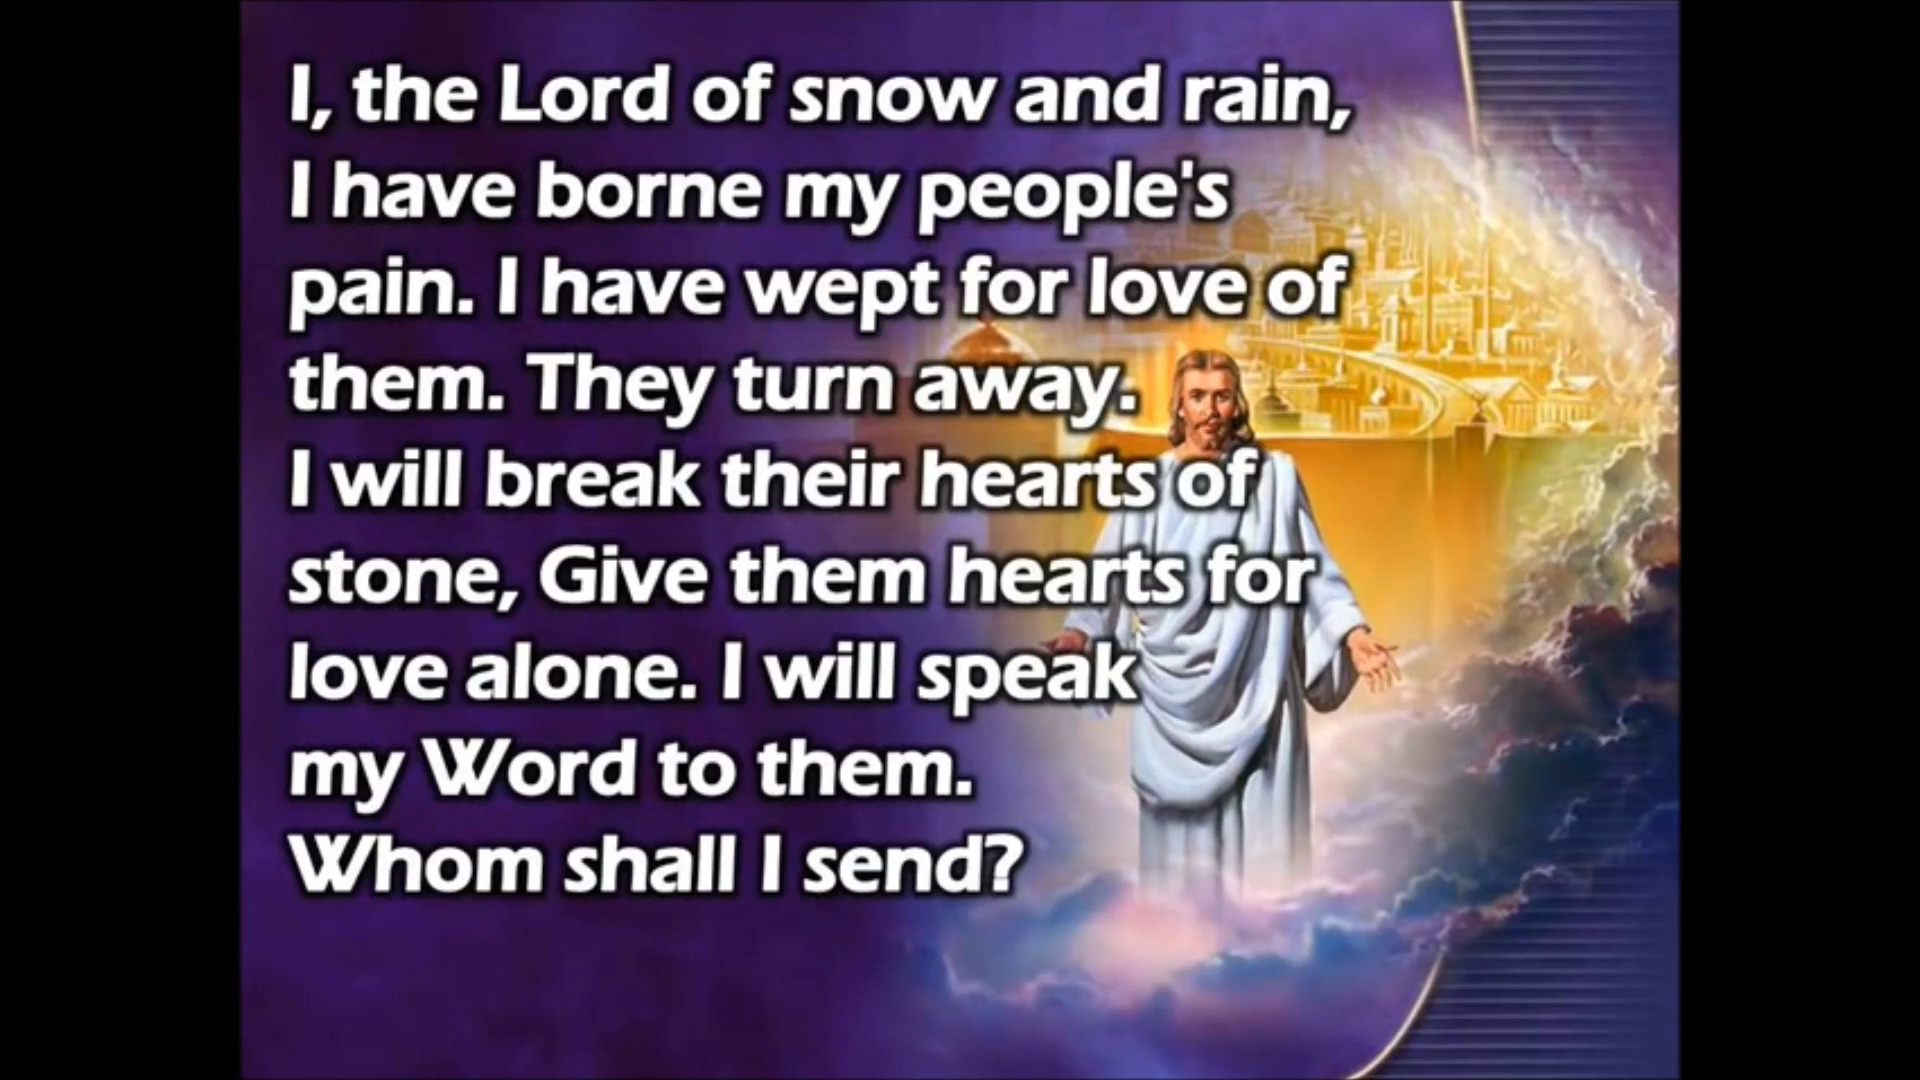 I, the Lord of snow and rain,
I have borne my people's
pain. I have wept for love of
them. They turn away.
I will break their hearts of
stone, Give them hearts for
love alone. I will speak
my Word to them.
Whom shall I send?